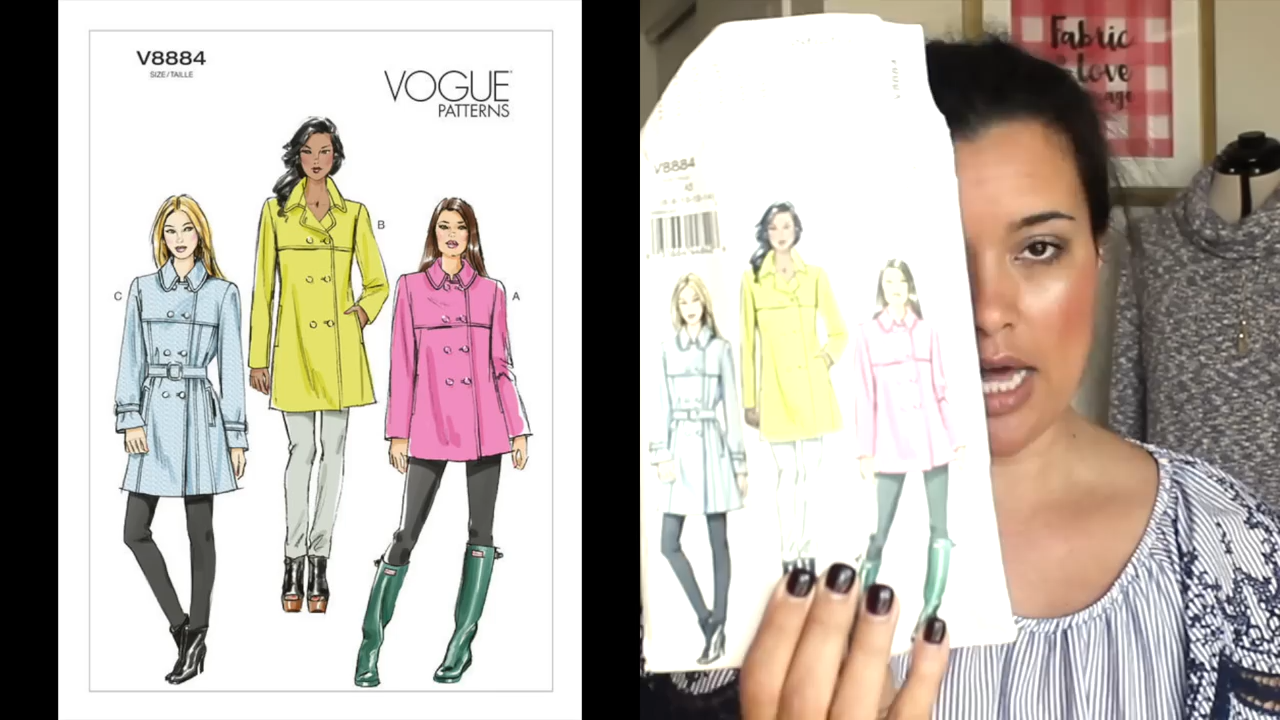 V8884
SIZE/TAILLE
VOGUE
PATTERNS
B
C
A
V8884
Fabric
love